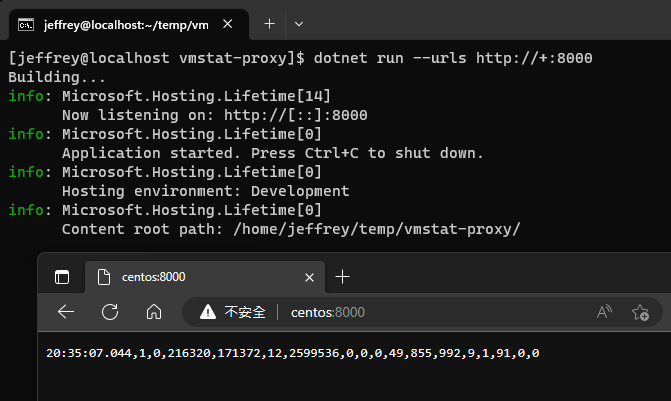 jeffrey@localhost:~/temp/vm
[jeffrey@localhost vmstat-proxy]$ dotnet run --urls http://+:8000
Building...
info: Microsoft.Hosting.Lifetime[14]
Now listening on: http://[::]:8000
info: Microsoft.Hosting.Lifetime[0]
Application started. Press Ctrl+C to shut down.
info: Microsoft.Hosting.Lifetime[0]
Hosting environment: Development
info: Microsoft.Hosting.Lifetime[0]
Content root path: /home/jeffrey/temp/vmstat-proxy/
centos:8000
不安全 centos:8000
20:35:07.044,1,0,216320,171372,12,2599536,0,0,0,49,855,992,9,1,91,0,0